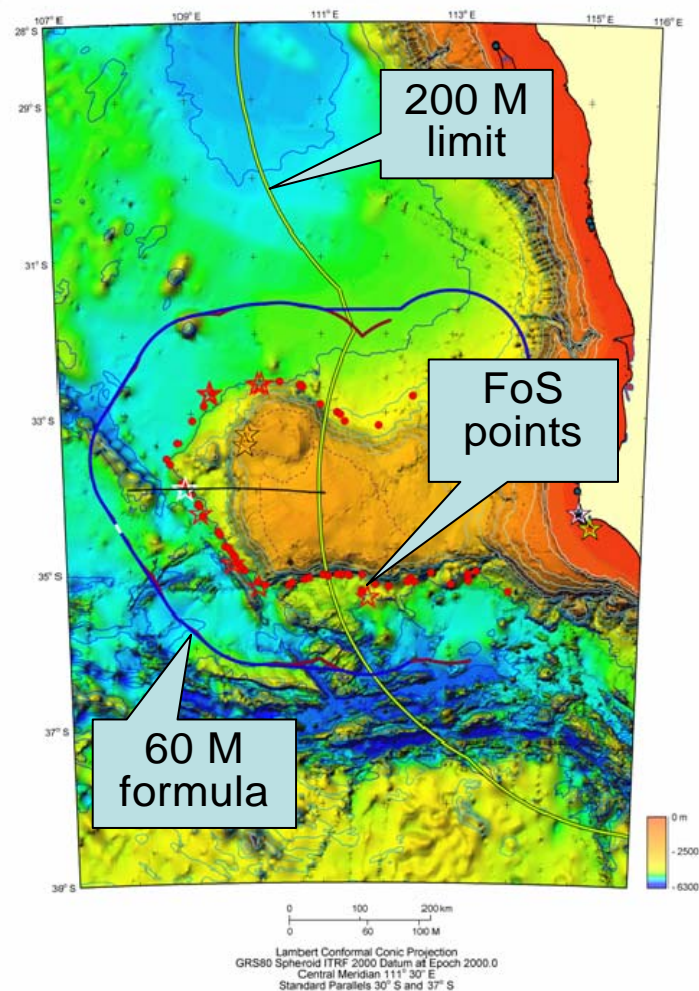 107° E
109° E
111° E
113° E
115° E
116° E
28° S
29° S
31° S
33° S
35° S
37° S
39° S
200 M
limit
FoS
points
60 M
formula
0 m
- 2500
- 6300
0 100 200 km
0 60 100 M
Lambert Conformal Conic Projection
GRS80 Spheroid ITRF 2000 Datum at Epoch 2000.0
Central Meridian 111° 30' E
Standard Parallels 30° S and 37° S